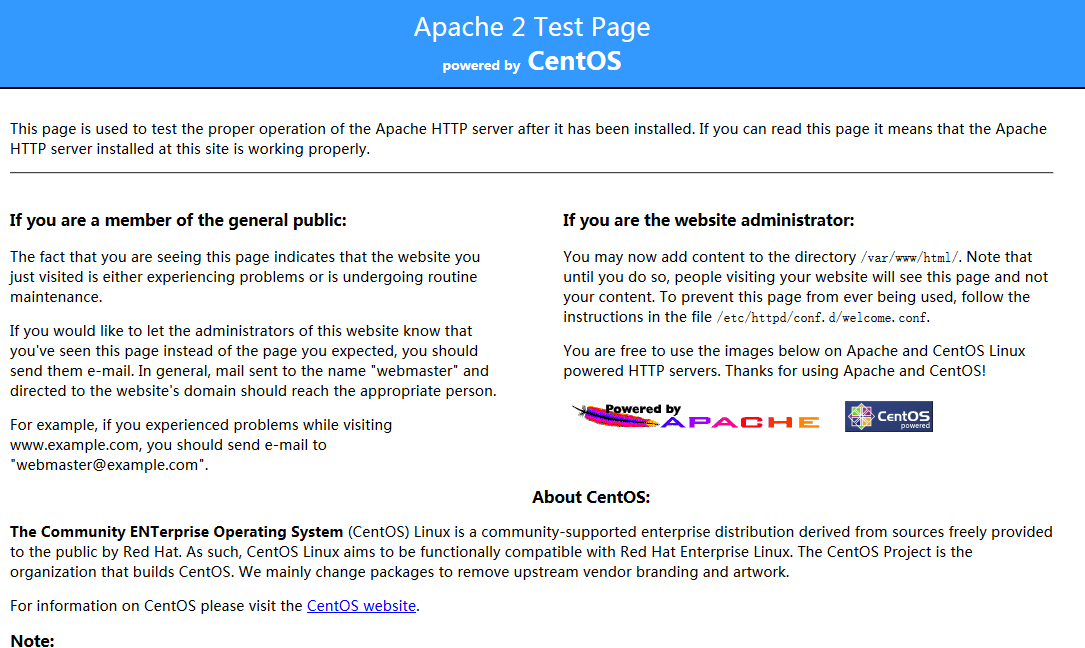 Apache 2 Test Page
powered by CentOS
This page is used to test the proper operation of the Apache HTTP server after it has been installed. If you can read this page it means that the Apache
HTTP server installed at this site is working properly.
If you are a member of the general public:
The fact that you are seeing this page indicates that the website you
just visited is either experiencing problems or is undergoing routine
maintenance.
If you would like to let the administrators of this website know that
you've seen this page instead of the page you expected, you should
send them e-mail. In general, mail sent to the name "webmaster" and
directed to the website's domain should reach the appropriate person.
For example, if you experienced problems while visiting
www.example.com, you should send e-mail to
"webmaster@example.com".
If you are the website administrator:
You may now add content to the directory /var/www/html/. Note that
until you do so, people visiting your website will see this page and not
your content. To prevent this page from ever being used, follow the
instructions in the file /etc/httpd/conf.d/welcome.conf.
You are free to use the images below on Apache and CentOS Linux
powered HTTP servers. Thanks for using Apache and CentOS!
Powered by
APACHE
CentOS
powered
About CentOS:
The Community ENTerprise Operating System (CentOS) Linux is a community-supported enterprise distribution derived from sources freely provided
to the public by Red Hat. As such, CentOS Linux aims to be functionally compatible with Red Hat Enterprise Linux. The CentOS Project is the
organization that builds CentOS. We mainly change packages to remove upstream vendor branding and artwork.
For information on CentOS please visit the CentOS website.
Note: